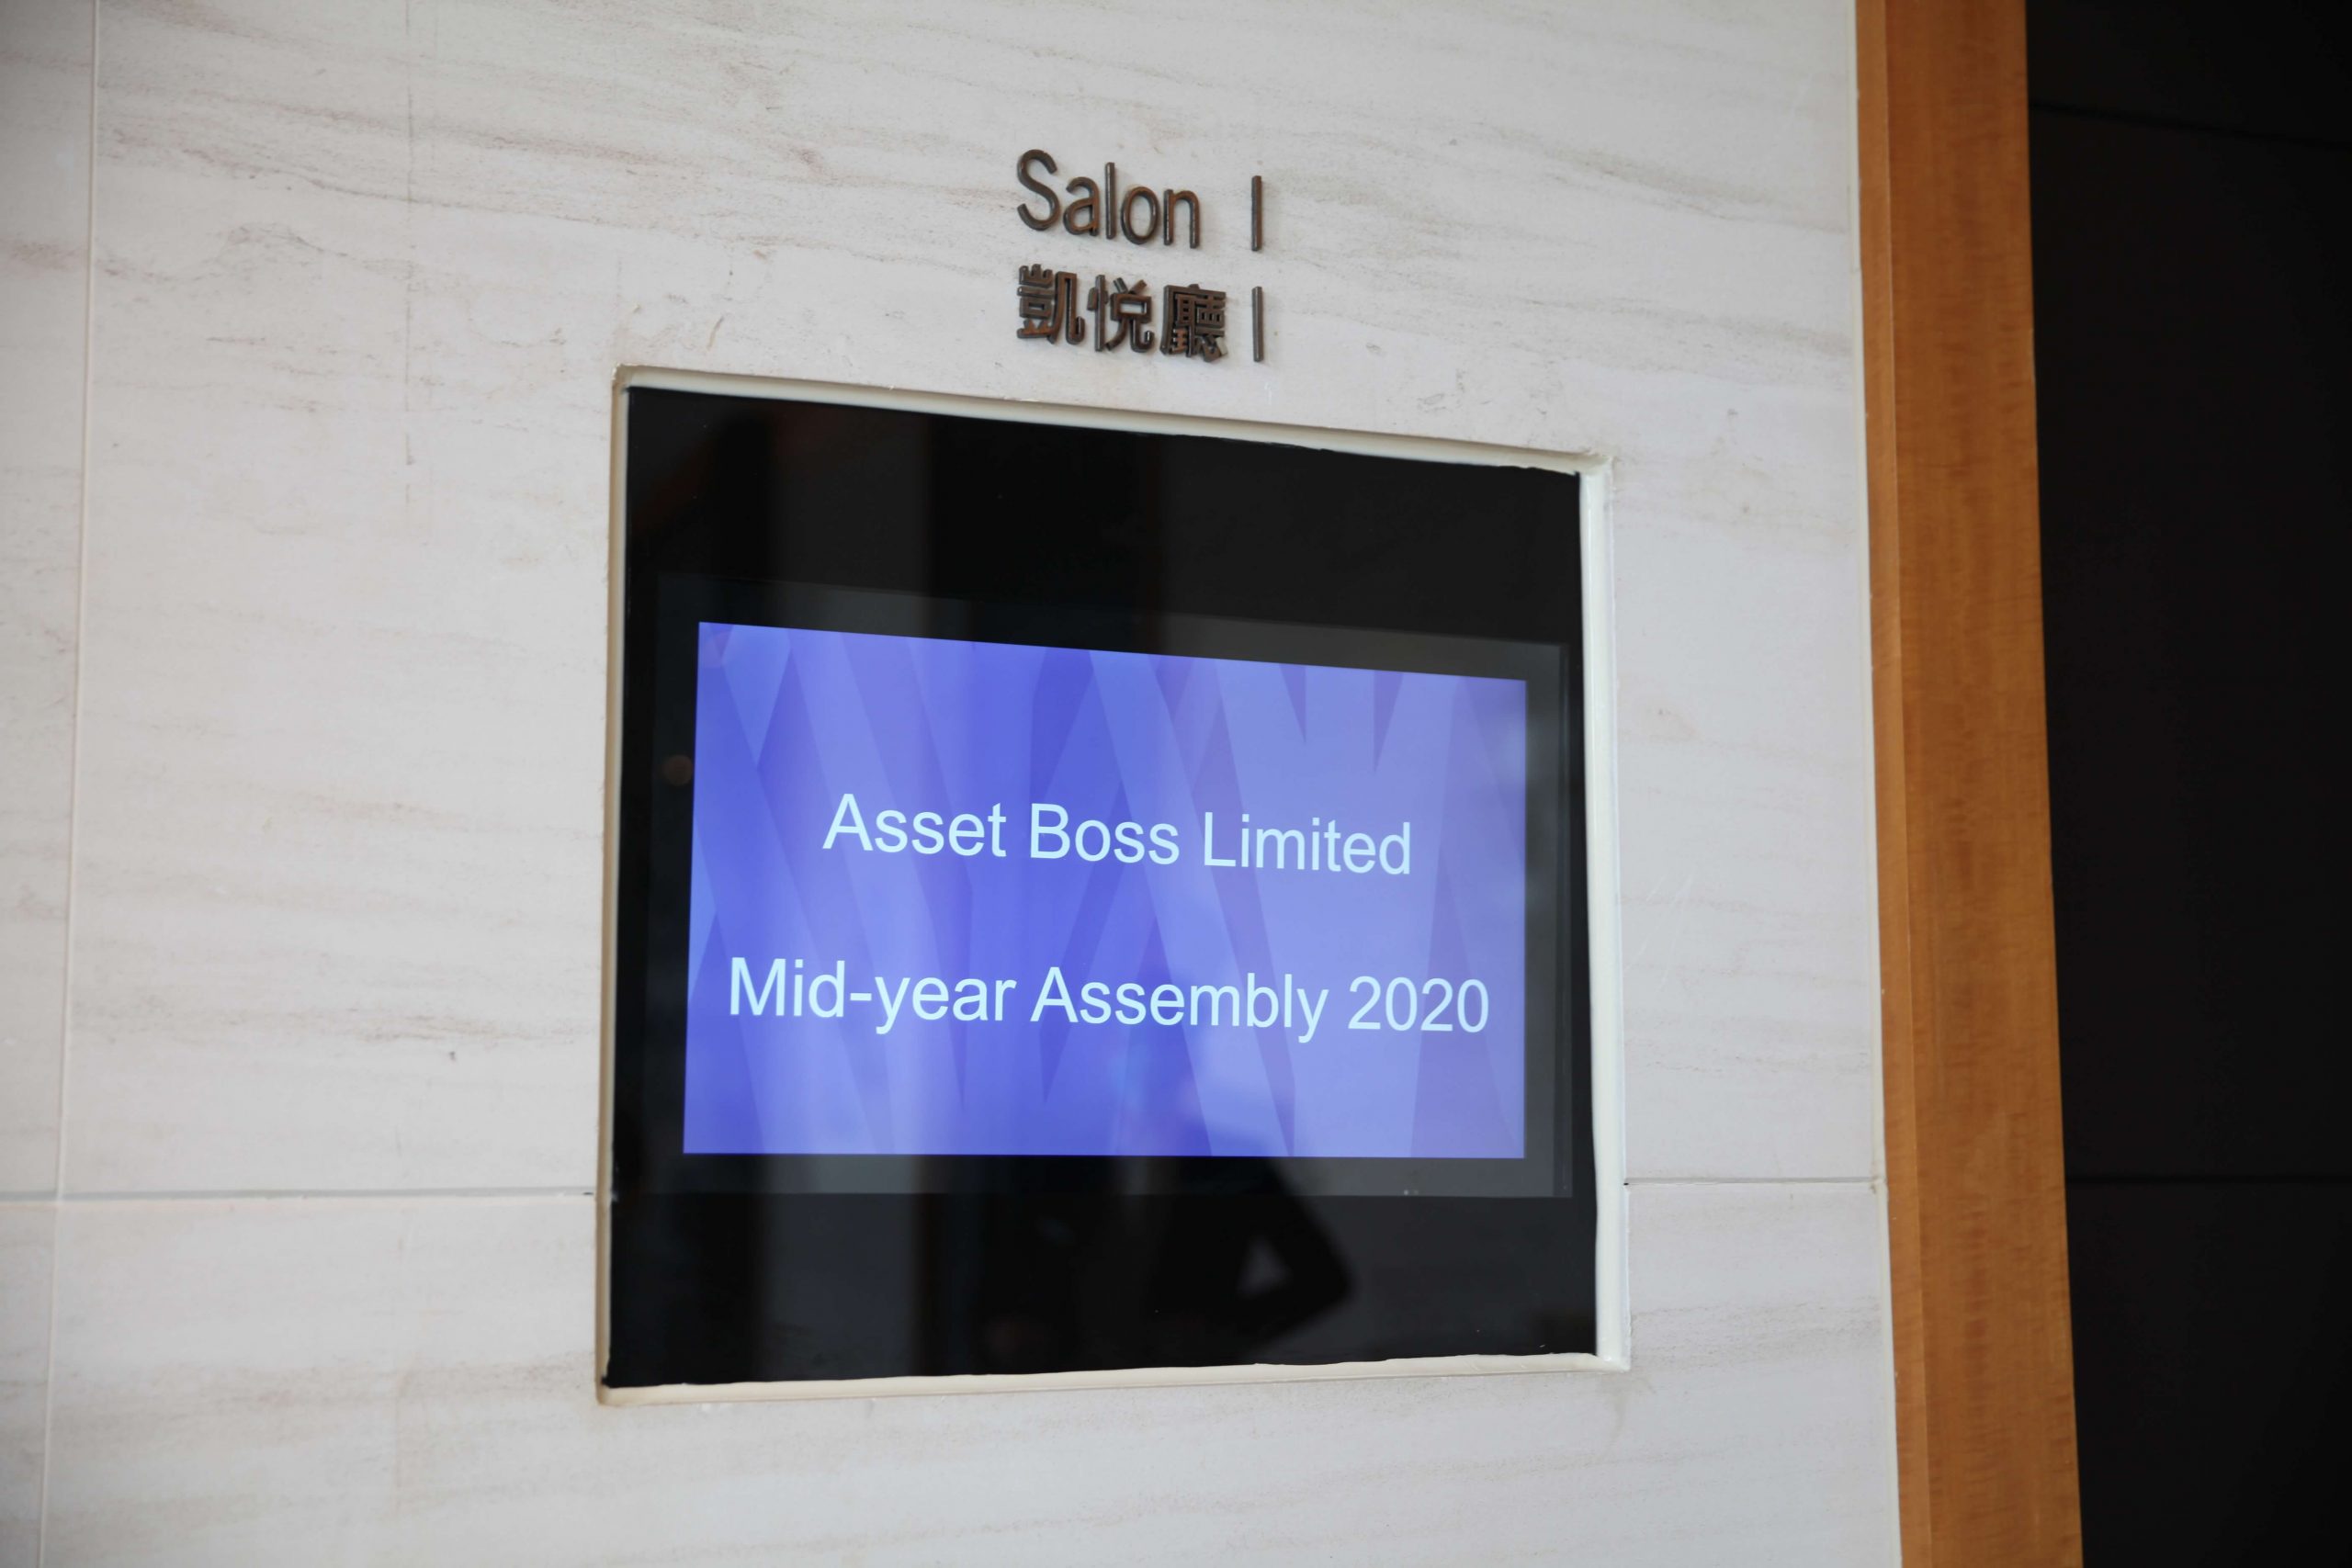 Salon I
凱悅廳 I
Asset Boss Limited
Mid-year Assembly 2020